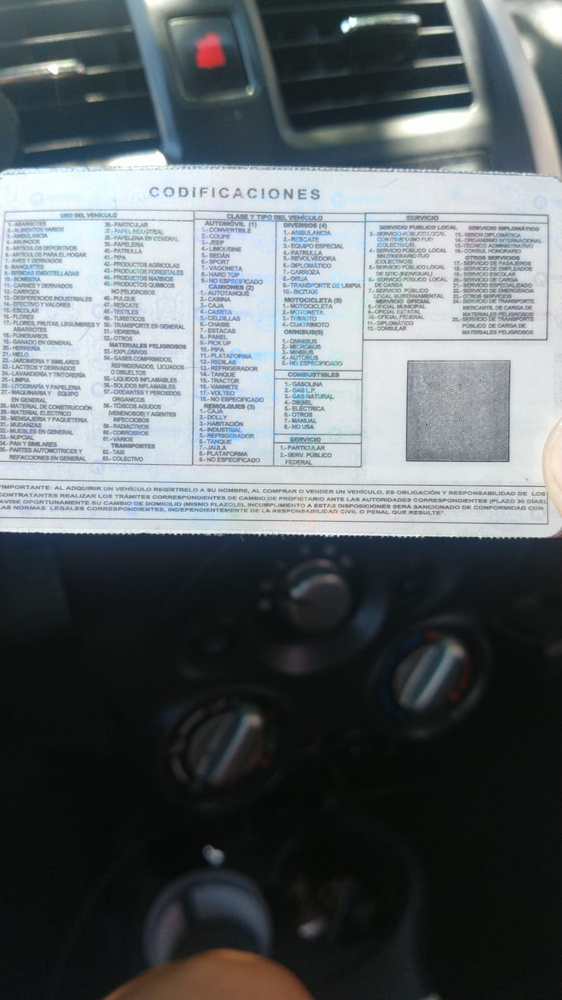 CODIFICACIONES
USO DEL VEHÍCULO
1.- ABARROTES
2.- ALIMENTOS VARIOS
3.- AMBULANCIA
4.- ANUNCIOS
5.- ARTÍCULOS DEPORTIVOS
6.- ARTÍCULOS PARA EL HOGAR
7.- AVES Y DERIVADOS
8.- BANQUETES
9.- BEBIDAS EMBOTELLADAS
10.- BOMBERA
11.- CARNES Y DERIVADOS
12.- CARROZA
13.- DESPERDICIOS INDUSTRIALES
14.- EFECTIVO Y VALORES
15.- ESCOLAR
16.- FLORES
17.- FLORES, FRUTAS, LEGUMBRES Y
ABARROTES
18.- FUNERARIOS
19.- GANADO EN GENERAL
20.- HERRERIA
21.- HIELO
22.- JARDINERIA Y SIMILARES
23.- LACTEOS Y DERIVADOS
24.- LAVANDERÍA Y TINTORERÍA
25.- LIMPIA
26.- LITOGRAFÍA Y PAPELERIA
27.- MAQUINARIA Y EQUIPO
EN GENERAL
28.- MATERIAL DE CONSTRUCCIÓN
29.- MATERIAL ELECTRICO
30.- MENSAJERIA Y PAQUETERIA
31.- MUDANZAS
32.- MUEBLES EN GENERAL
33.- NUPCIAL
34.- PAN Y SIMILARES
35.- PARTES AUTOMOTRICES Y
REFACCIONES EN GENERAL
36.- PARTICULAR
37.- PAPEL INDUSTRIAL
38.- PAPELERIA EN GENERAL
39.- PAPELERIA
40.- PATRULLA
41.- PIPA
42.- PRODUCTOS AGRICOLAS
43.- PRODUCTOS FORESTALES
44.- PRODUCTOS MARINOS
45.- PRODUCTOS QUIMICOS
NO PELIGROSOS
46.- PULQUE
47.- RESCATE
48.- TEXTILES
49.- TURISTICOS
50.- TRANSPORTE EN GENERAL
51.- VIDRIERIA
52.- OTROS
MATERIALES PELIGROSOS
53.- EXPLOSIVOS
54.- GASES COMPRIMIDOS,
REFRIGERADOS, LICUADOS
O DISUELTOS
55.- LIQUIDOS INFLAMABLES
56.- SOLIDOS INFLAMABLES
57.- OXIDANTES Y PEROXIDOS
ORGANICOS
58.- TÓXICOS AGUDOS
(VENENOSOS) Y AGENTES
INFECCIOSOS
59.- RADIACTIVOS
60.- CORROSIVOS
61.- VARIOS
TRANSPORTES
62.- TAXI
63.- COLECTIVO
CLASE Y TIPO DEL VEHÍCULO
AUTOMÓVIL (1)
1.- CONVERTIBLE
2.- COUPE
3.- JEEP
4.- LIMOUSINE
5.- SEDÁN
6.- SPORT
7.- VAGONETA
8.- HARD TOP
9.- NO ESPECIFICADO
CAMIONES (2)
1.- AUTOTANQUE
2.- CABINA
3.- CAJA
4.- CASETA
5.- CELDILLAS
6.- CHASIS
7.- ESTACAS
8.- PANEL
9.- PICK UP
10.- PIPA
11.- PLATAFORMA
12.- REDILAS
13.- REFRIGERADOR
14.- TANQUE
15.- TRACTOR
16.- VANNETE
17.- VOLTEO
18.- NO ESPECIFICADO
REMOLQUES (3)
1.- CAJA
2.- DOLLY
3.- HABITACIÓN
4.- INDUSTRIAL
5.- REFRIGERADOR
6.- TANQUE
7.- JAULA
8.- PLATAFORMA
9.- NO ESPECIFICADO
DIVERSOS (4)
1.- AMBULANCIA
2.- RESCATE
3.- EQUIPO ESPECIAL
4.- PATRULLA
5.- REVOLVEDORA
6.- DIPLOMÁTICO
7.- CARROZA
8.- GRUA
9.- TRANSPORTE DE LIMPIA
10.- BICITAXI
MOTOCICLETA (5)
1.- MOTOCICLETA
2.- MOTONETA
3.- TRIMOTO
4.- CUATRIMOTO
OMNIBUS(6)
1.- OMNIBUS
2.- MICROBUS
3.- MINIBUS
4.- AUTOBUS
5.- NO ESPECIFICADO
COMBUSTIBLES
1.- GASOLINA
2.- GAS L.P.
3.- GAS NATURAL
4.- DIESEL
5.- ELÉCTRICA
6.- OTROS
7.- MANUAL
8.- NO USA
SERVICIO
1.- PARTICULAR
2.- SERV. PÚBLICO
FEDERAL
SERVICIO
SERVICIO PUBLICO LOCAL
3.- SERVICIO PÚBLICO LOCAL
CON ITINERARIO FIJO
(COLECTIVOS)
4.- SERVICIO PÚBLICO LOCAL
SIN ITINERARIO FIJO
(COLECTIVOS)
5.- SERVICIO PÚBLICO LOCAL
DE SITIO (INDIVIDUAL)
6.- SERVICIO PÚBLICO LOCAL
DE CARGA
7.- SERVICIO PÚBLICO
LOCAL GUBERNAMENTAL
SERVICIO OFICIAL
8.- OFICIAL MUNICIPAL
9.- OFICIAL ESTATAL
10.- OFICIAL FEDERAL
11.- DIPLOMÁTICO
12.- CONSULAR
SERVICIO DIPLOMÁTICO
13.- MISION DIPLOMÁTICA
14.- ORGANISMO INTERNACIONAL
15.- TÉCNICO ADMINISTRATIVO
16.- CONSUL HONORARIO
OTROS SERVICIOS
17.- SERVICIO DE PASAJEROS
18.- SERVICIO DE EMPLEADOS
19.- SERVICIO ESCOLAR
20.- SERVICIO DE CARGA
21.- SERVICIO ESPECIALIZADO
22.- SERVICIO DE EMERGENCIA
23.- OTROS SERVICIOS
24.- SERVICIO DE TRANSPORTE
MERCANTIL DE CARGA DE
MATERIALES PELIGROSOS
25.- SERVICIO DE TRANSPORTE
PÚBLICO DE CARGA DE
MATERIALES PELIGROSOS
"IMPORTANTE: AL ADQUIRIR UN VEHÍCULO REGÍSTRELO A SU NOMBRE, AL COMPRAR O VENDER UN VEHÍCULO, ES OBLIGACIÓN Y RESPONSABILIDAD DE LOS
CONTRATANTES REALIZAR LOS TRÁMITES CORRESPONDIENTES DE CAMBIO DE PROPIETARIO ANTE LAS AUTORIDADES CORRESPONDIENTES (PLAZO 30 DÍAS).
AVISE OPORTUNAMENTE SU CAMBIO DE DOMICILIO (MISMO PLAZO),EL INCUMPLIMIENTO A ESTAS DISPOSICIONES SERÁ SANCIONADO DE CONFORMIDAD CON
LAS NORMAS LEGALES CORRESPONDIENTES, INDEPENDIENTEMENTE DE LA RESPONSABILIDAD CIVIL O PENAL QUE RESULTE".